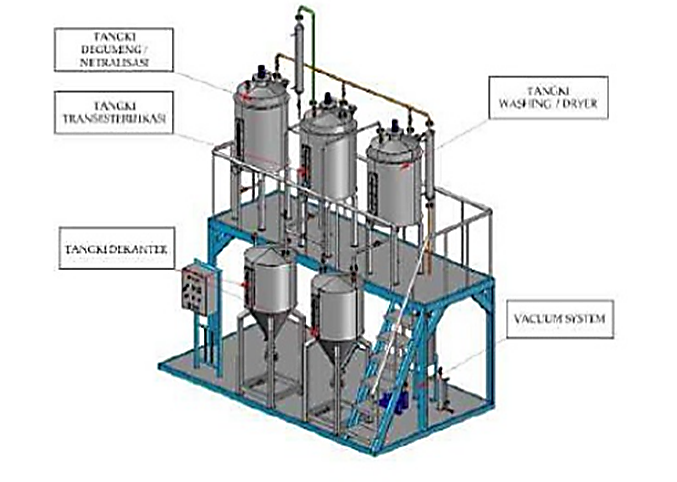 TANGKI
DEGUMING /
NETRALISASI
TANGKI
TRANSESTERIFIKASI
TANGKI
WASHING / DRYER
TANGKI DEKANTER
VACUUM SYSTEM